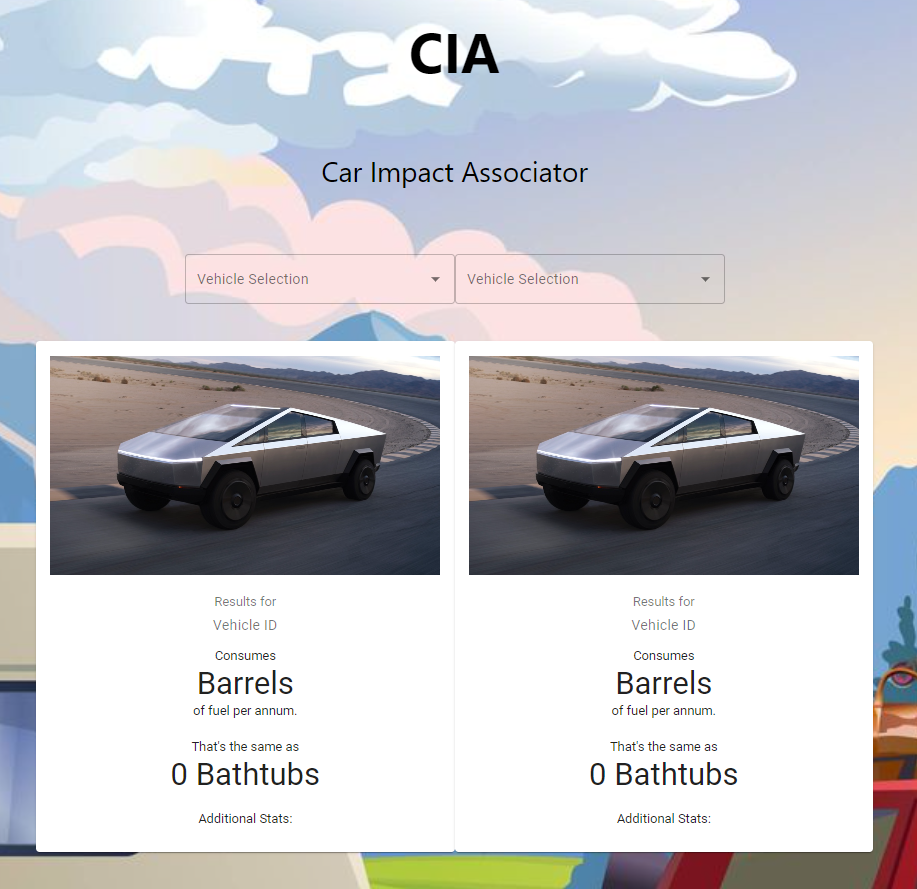 CIA
Car Impact Associator
Vehicle Selection
Vehicle Selection
Results for
Vehicle ID
Consumes
Barrels
of fuel per annum.
That's the same as
0 Bathtubs
Additional Stats:
Results for
Vehicle ID
Consumes
Barrels
of fuel per annum.
That's the same as
0 Bathtubs
Additional Stats: